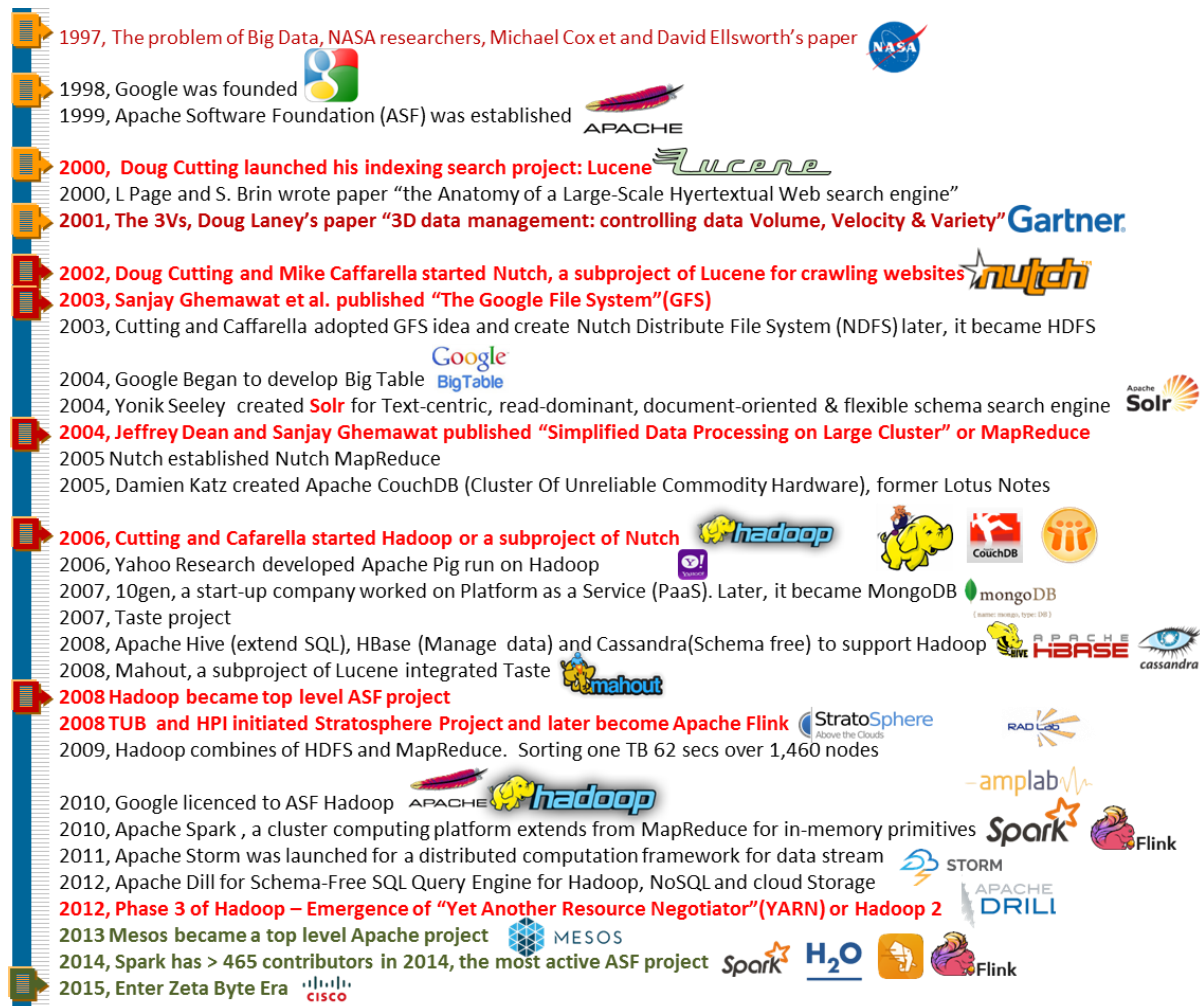 1997, The problem of Big Data, NASA researchers, Michael Cox et and David Ellsworth's paper
NASA
1998, Google was founded
g
1999, Apache Software Foundation (ASF) was established
APACHE
2000,  Doug Cutting launched his indexing search project: Lucene
Lucene
2000, L Page and S. Brin wrote paper “the Anatomy of a Large-Scale Hyertextual Web search engine”
2001, The 3Vs, Doug Laney's paper “3D data management: controlling data Volume, Velocity & Variety”
Gartner.
2002, Doug Cutting and Mike Caffarella started Nutch, a subproject of Lucene for crawling websites
nutch™
2003, Sanjay Ghemawat et al. published “The Google File System”(GFS)
2003, Cutting and Caffarella adopted GFS idea and create Nutch Distribute File System (NDFS) later, it became HDFS
Google
BigTable
2004, Google Began to develop Big Table
2004, Yonik Seeley  created Solr for Text-centric, read-dominant, document-oriented & flexible schema search engine
Apache
Solr
2004, Jeffrey Dean and Sanjay Ghemawat published “Simplified Data Processing on Large Cluster” or MapReduce
2005 Nutch established Nutch MapReduce
2005, Damien Katz created Apache CouchDB (Cluster Of Unreliable Commodity Hardware), former Lotus Notes
2006, Cutting and Cafarella started Hadoop or a subproject of Nutch
hadoop
CouchDB
2006, Yahoo Research developed Apache Pig run on Hadoop
Y!
YAHOO!
2007, 10gen, a start-up company worked on Platform as a Service (PaaS). Later, it became MongoDB
mongoDB
{ name: mongo, type: DB }
2007, Taste project
2008, Apache Hive (extend SQL), HBase (Manage  data) and Cassandra(Schema free) to support Hadoop
HIVE
APACHE
HBASE
cassandra
2008, Mahout, a subproject of Lucene integrated Taste
mahout
2008 Hadoop became top level ASF project
2008 TUB  and HPI initiated Stratosphere Project and later become Apache Flink
StratoSphere
Above the Clouds
RAD Lab
2009, Hadoop combines of HDFS and MapReduce.  Sorting one TB 62 secs over 1,460 nodes
amplab
2010, Google licenced to ASF Hadoop
APACHE
hadoop
2010, Apache Spark , a cluster computing platform extends from MapReduce for in-memory primitives
Spark
Flink
2011, Apache Storm was launched for a distributed computation framework for data stream
STORM
2012, Apache Dill for Schema-Free SQL Query Engine for Hadoop, NoSQL and cloud Storage
APACHE
DRILL
2012, Phase 3 of Hadoop – Emergence of “Yet Another Resource Negotiator”(YARN) or Hadoop 2
2013 Mesos became a top level Apache project
MESOS
2014, Spark has > 465 contributors in 2014, the most active ASF project
Spark
H2O
Flink
2015, Enter Zeta Byte Era
CISCO